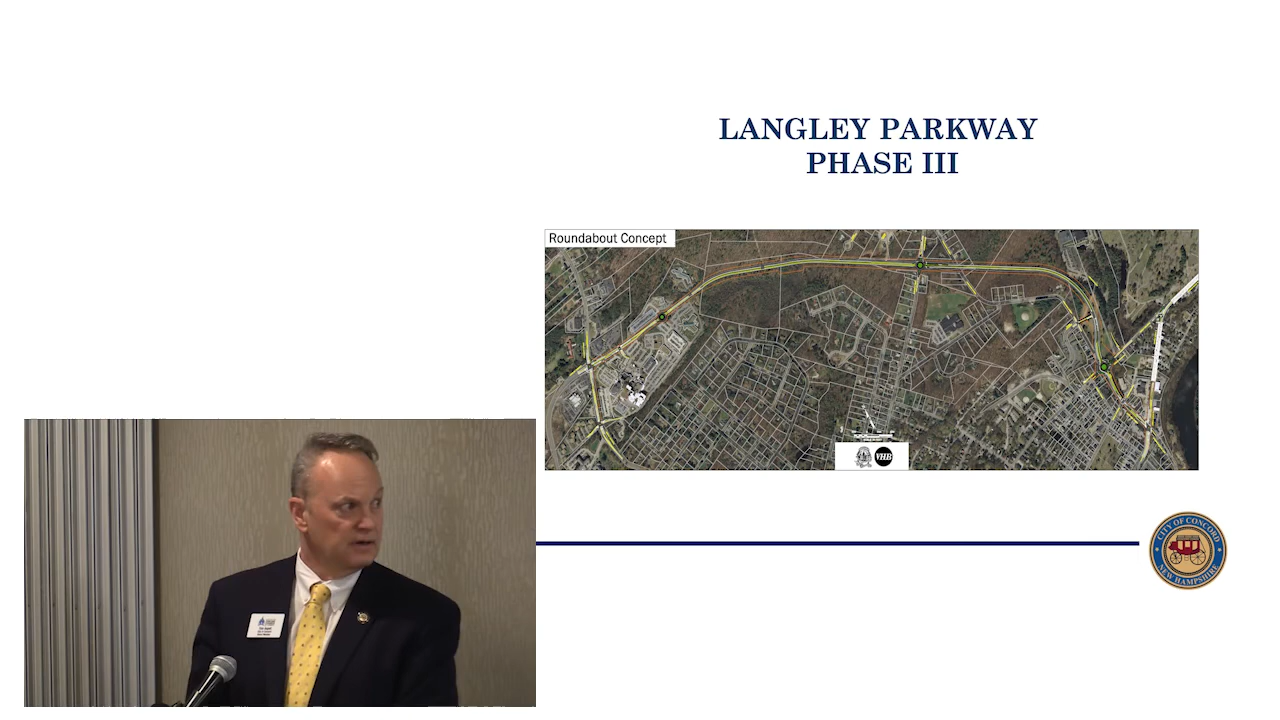 LANGLEY PARKWAY
PHASE III
Roundabout Concept
VHB
CITY OF CONCORD
NEW HAMPSHIRE